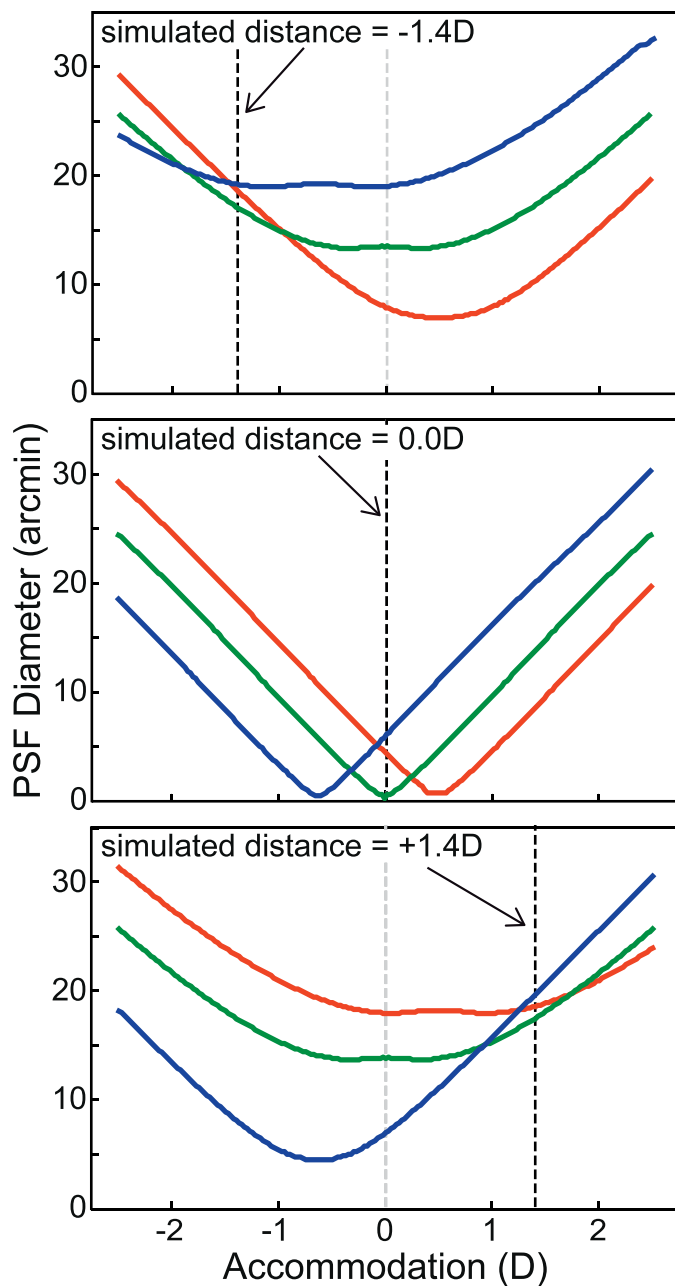 simulated distance = -1.4D
30
20
10
0
simulated distance = 0.0D
30
20
10
0
PSF Diameter (arcmin)
simulated distance = +1.4D
30
20
10
0
-2 -1 0 1 2
Accommodation (D)